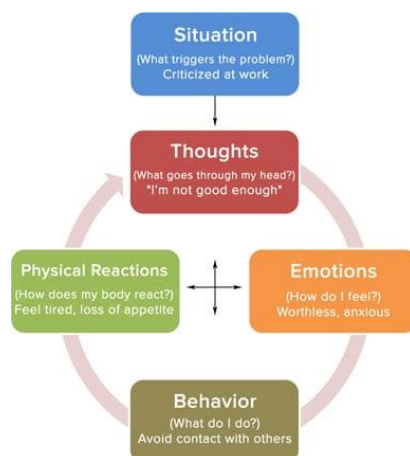 Situation
(What triggers the problem?)
Criticized at work
Thoughts
(What goes through my head?)
*I'm not good enough*
Physical Reactions
(How does my body react?)
Feel tired, loss of appetite
Emotions
(How do I feel?)
Worthless, anxious
Behavior
(What do I do?)
Avoid contact with others